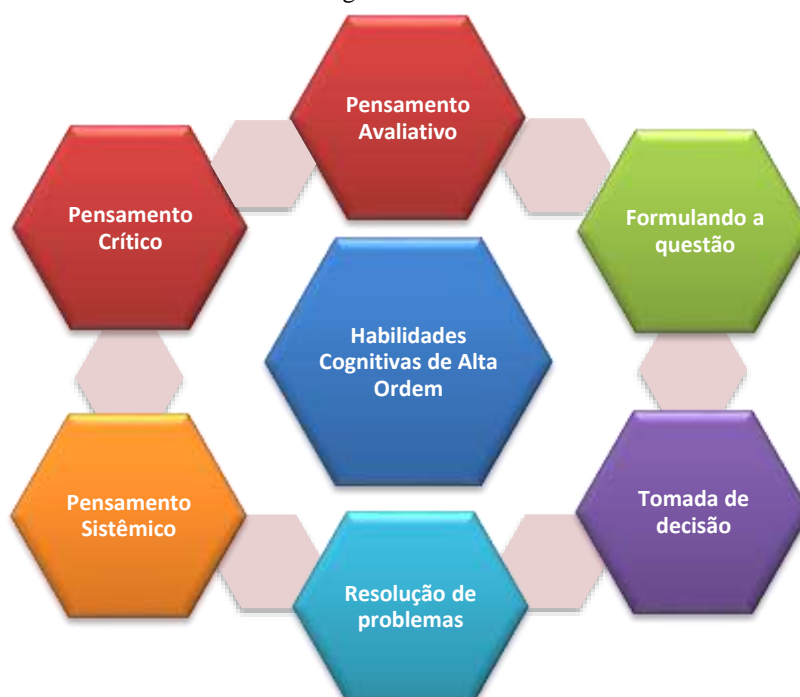 Pensamento
Avaliativo
Pensamento
Crítico
Formulando a
questão
Habilidades
Cognitivas de Alta
Ordem
Pensamento
Sistêmico
Tomada de
decisão
Resolução de
problemas